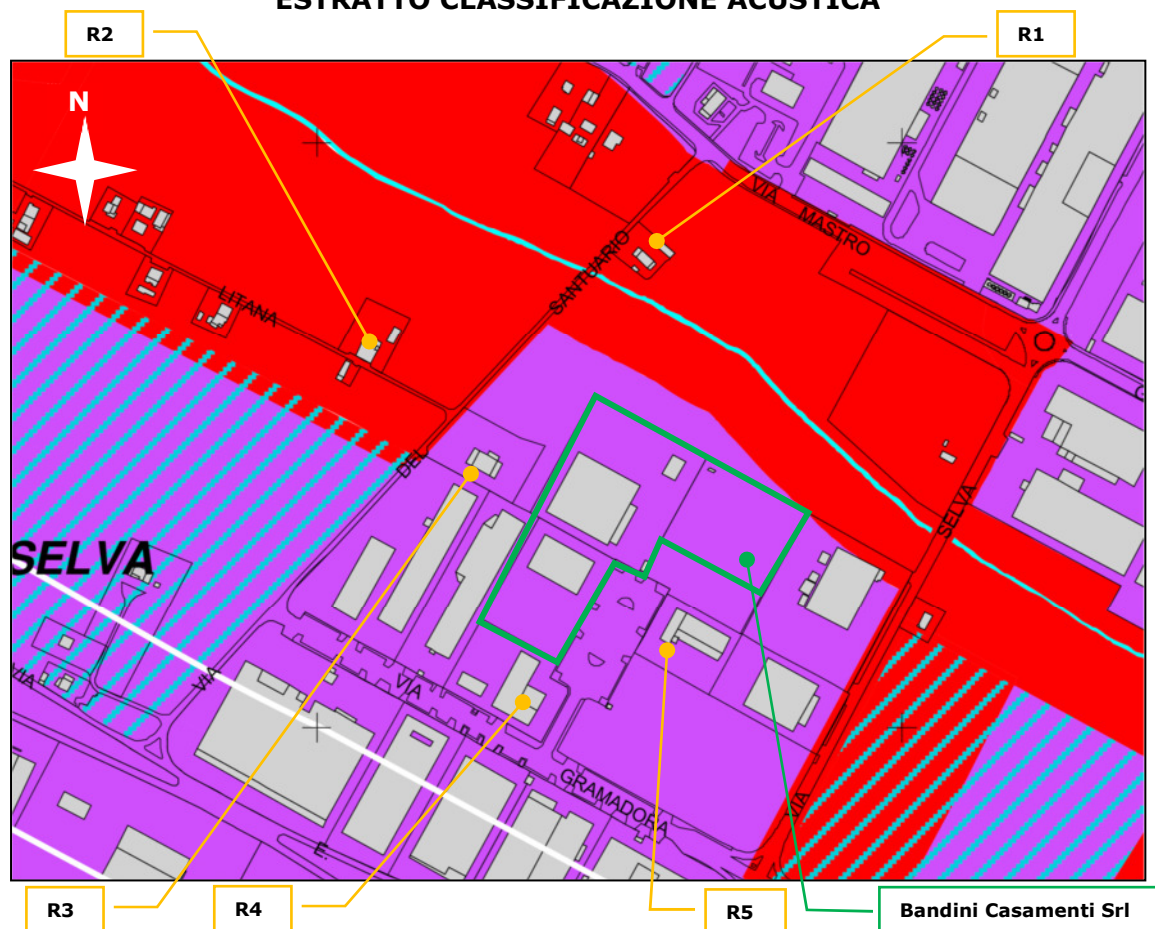 ESTRATTO CLASSIFICAZIONE ACUSTICA
R2
R1
N
VIA MASTRO
SANTUARIO
LITANA
DEL
SELVA
SELVA
VIA
VIA
VIA
GRAMADORA
VIA
E.
R3
R4
R5
Bandini Casamenti Srl